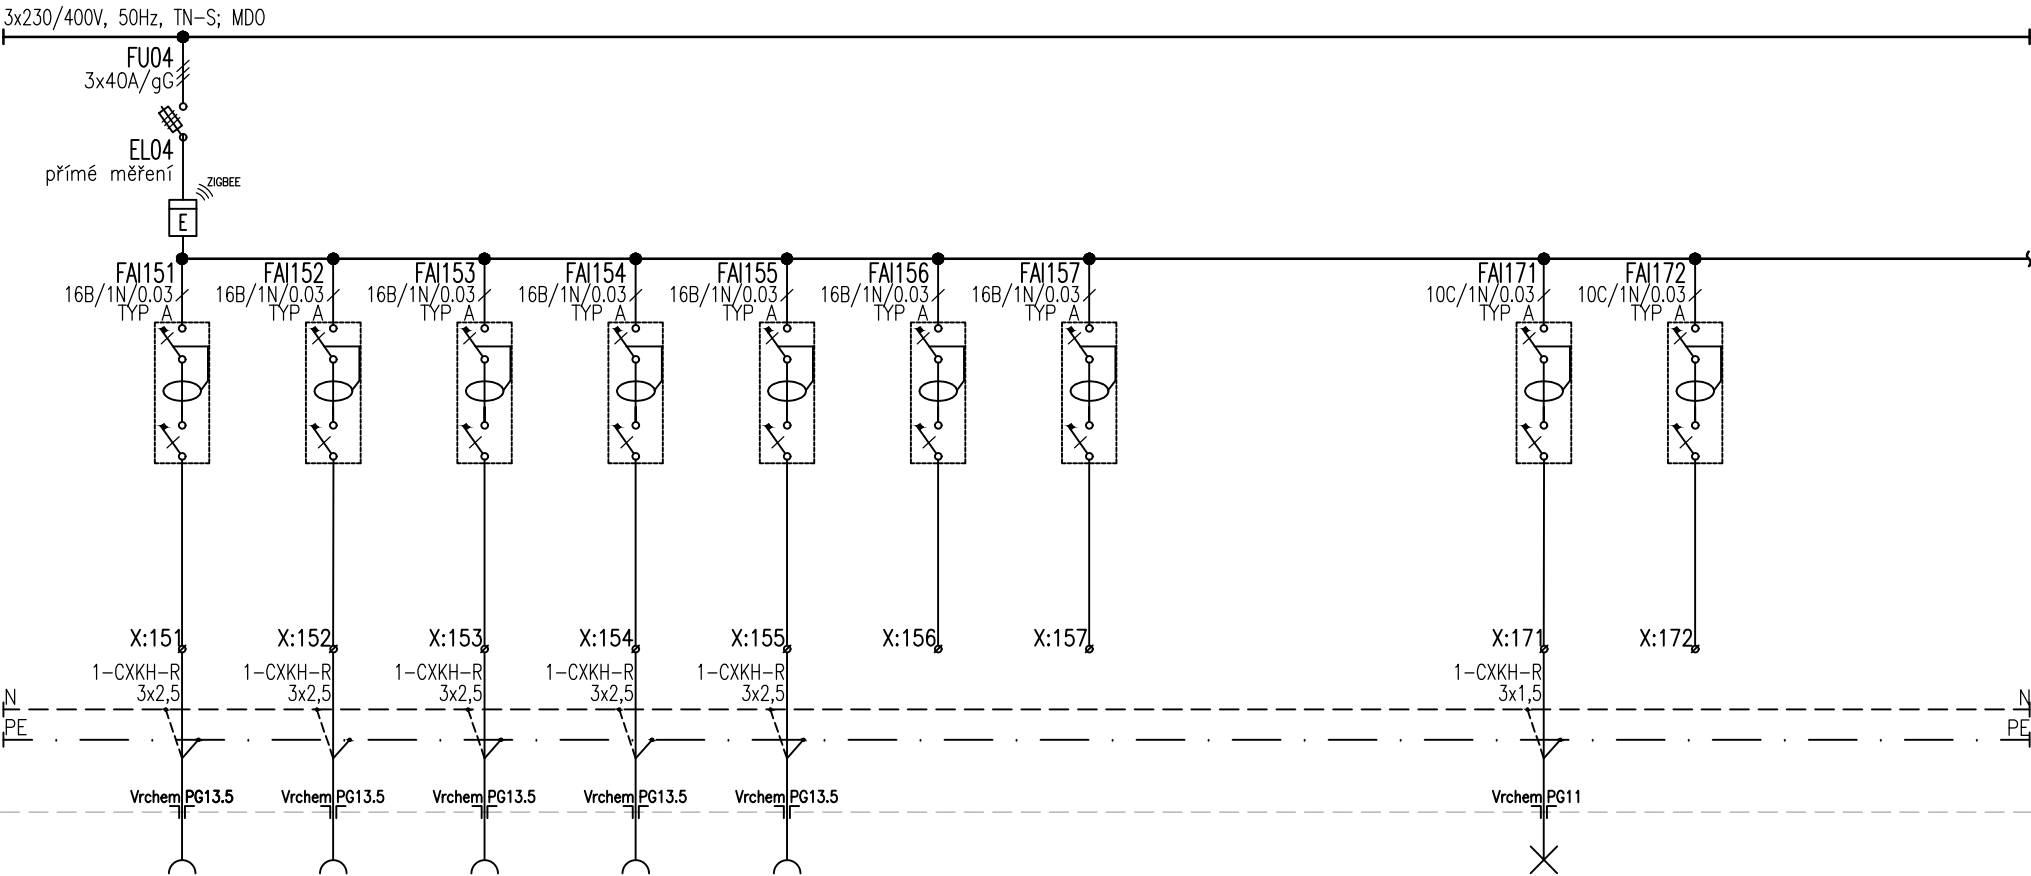 3x230/400V, 50Hz, TN-S; MDO
FU04
3x40A/gG
EL04
přímé měření
ZIGBEE
E
FAI151 FAI152 FAI153 FAI154 FAI155 FAI156 FAI157 FAI171 FAI172
16B/1N/0.03 16B/1N/0.03 16B/1N/0.03 16B/1N/0.03 16B/1N/0.03 16B/1N/0.03 16B/1N/0.03 10C/1N/0.03 10C/1N/0.03
TYP A TYP A TYP A TYP A TYP A TYP A TYP A TYP A TYP A
X:151 X:152 X:153 X:154 X:155 X:156 X:157 X:171 X:172
1-CXKH-R 1-CXKH-R 1-CXKH-R 1-CXKH-R 1-CXKH-R 1-CXKH-R
3x2,5 3x2,5 3x2,5 3x2,5 3x2,5 3x1,5
N N
PE PE
Vrchem PG13.5 Vrchem PG13.5 Vrchem PG13.5 Vrchem PG13.5 Vrchem PG13.5 Vrchem PG11